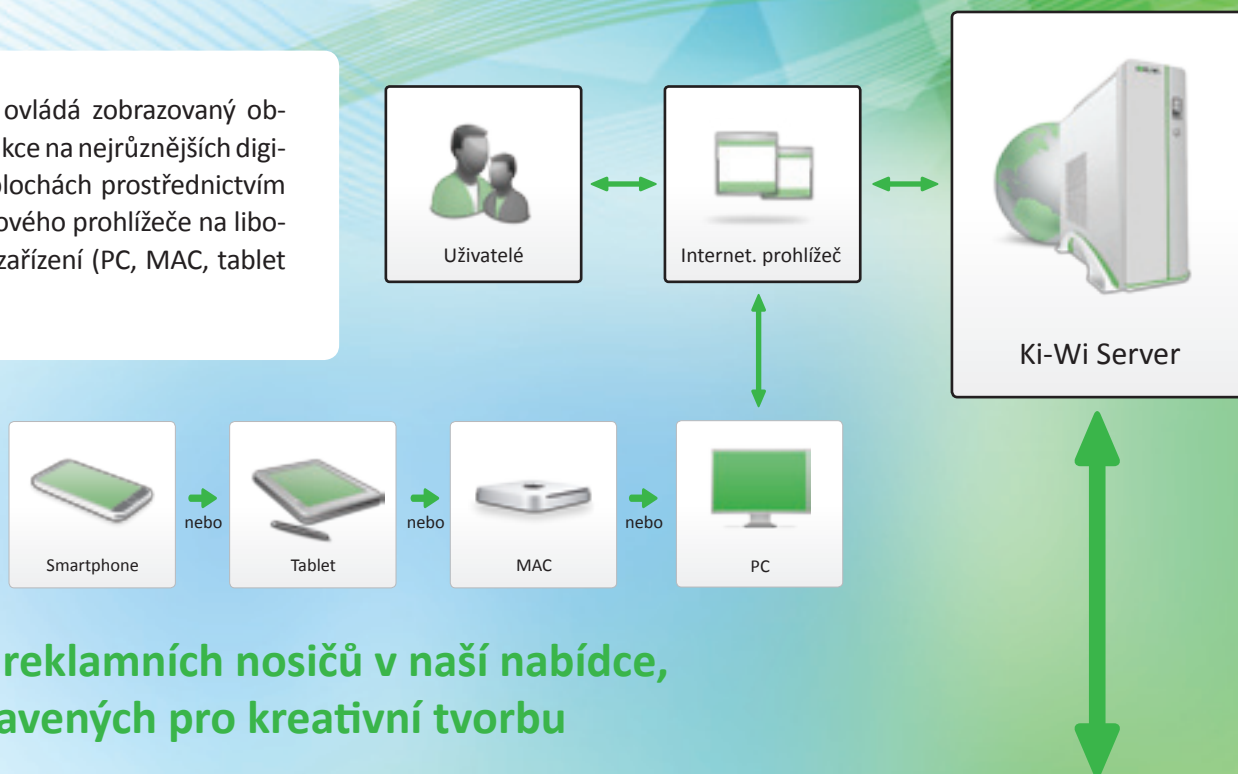 ovládá zobrazovaný ob-
kce na nejrůznějších digi-
plochách prostřednictvím
ového prohlížeče na libo-
zařízení (PC, MAC, tablet
Uživatelé
Internet. prohlížeč
Ki-Wi Server
nebo
nebo
nebo
Smartphone
Tablet
MAC
PC
reklamních nosičů v naší nabídce,
avených pro kreativní tvorbu